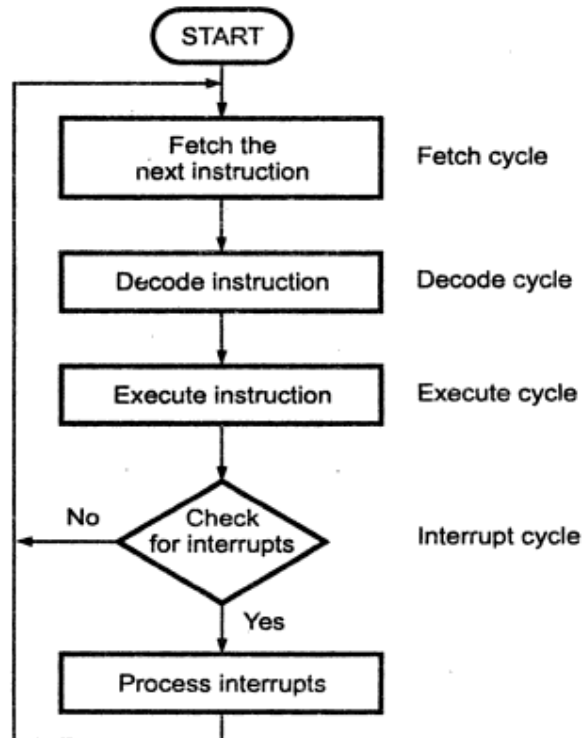 START
Fetch the
next instruction
Fetch cycle
Decode instruction
Decode cycle
Execute instruction
Execute cycle
Check
for interrupts
Interrupt cycle
No
Yes
Process interrupts